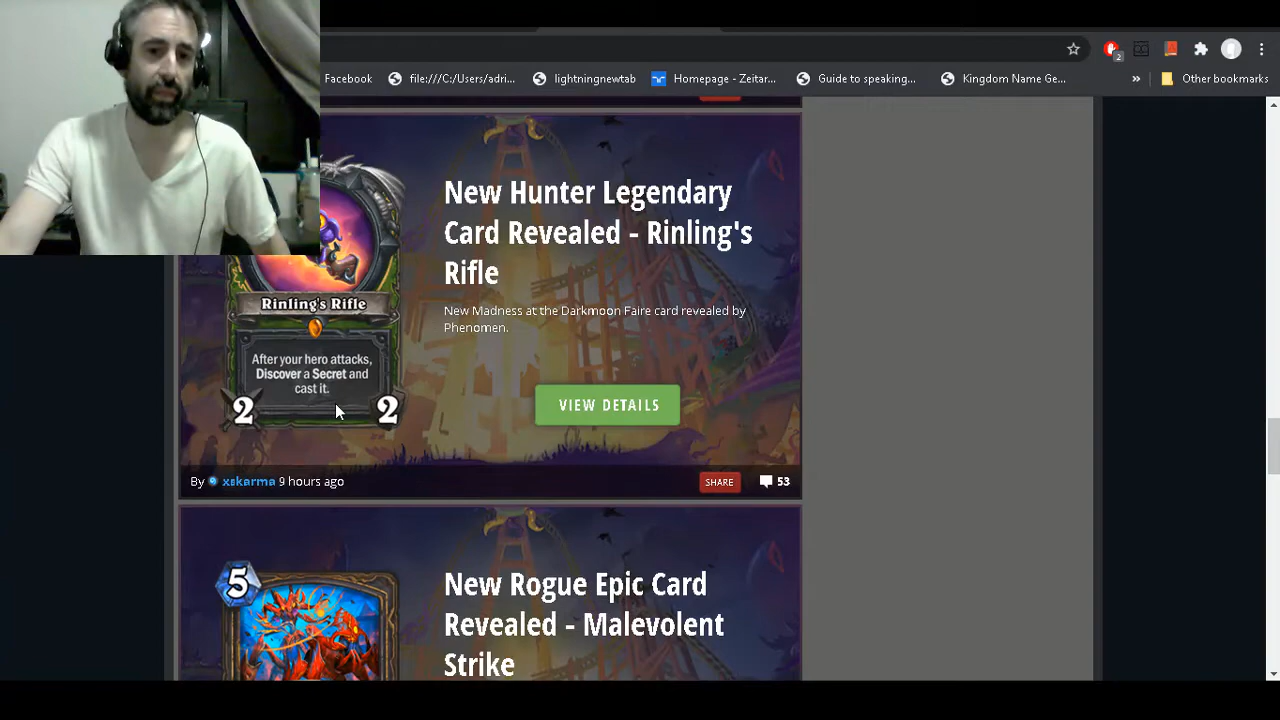 2
Facebook
file:///C:/Users/adri...
lightningnewtab
Homepage - Zeitar...
Guide to speaking...
Kingdom Name Ge...
»
Other bookmarks
New Hunter Legendary
Card Revealed - Rinling's
Rifle
New Madness at the Darkmoon Faire card revealed by
Phenomen.
VIEW DETAILS
Rinling's Rifle
After your hero attacks,
Discover a Secret and
cast it.
2 2
By xskarma 9 hours ago
SHARE
53
5
New Rogue Epic Card
Revealed - Malevolent
Strike